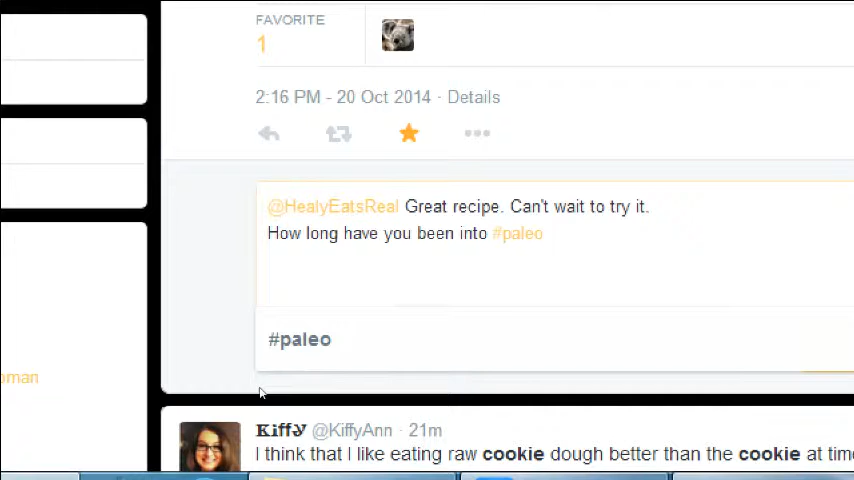 FAVORITE
1
2:16 PM - 20 Oct 2014 · Details
@HealyEatsReal Great recipe. Can't wait to try it.
How long have you been into #paleo
#paleo
oman
Kiffy @KiffyAnn · 21m
I think that I like eating raw cookie dough better than the cookie at time